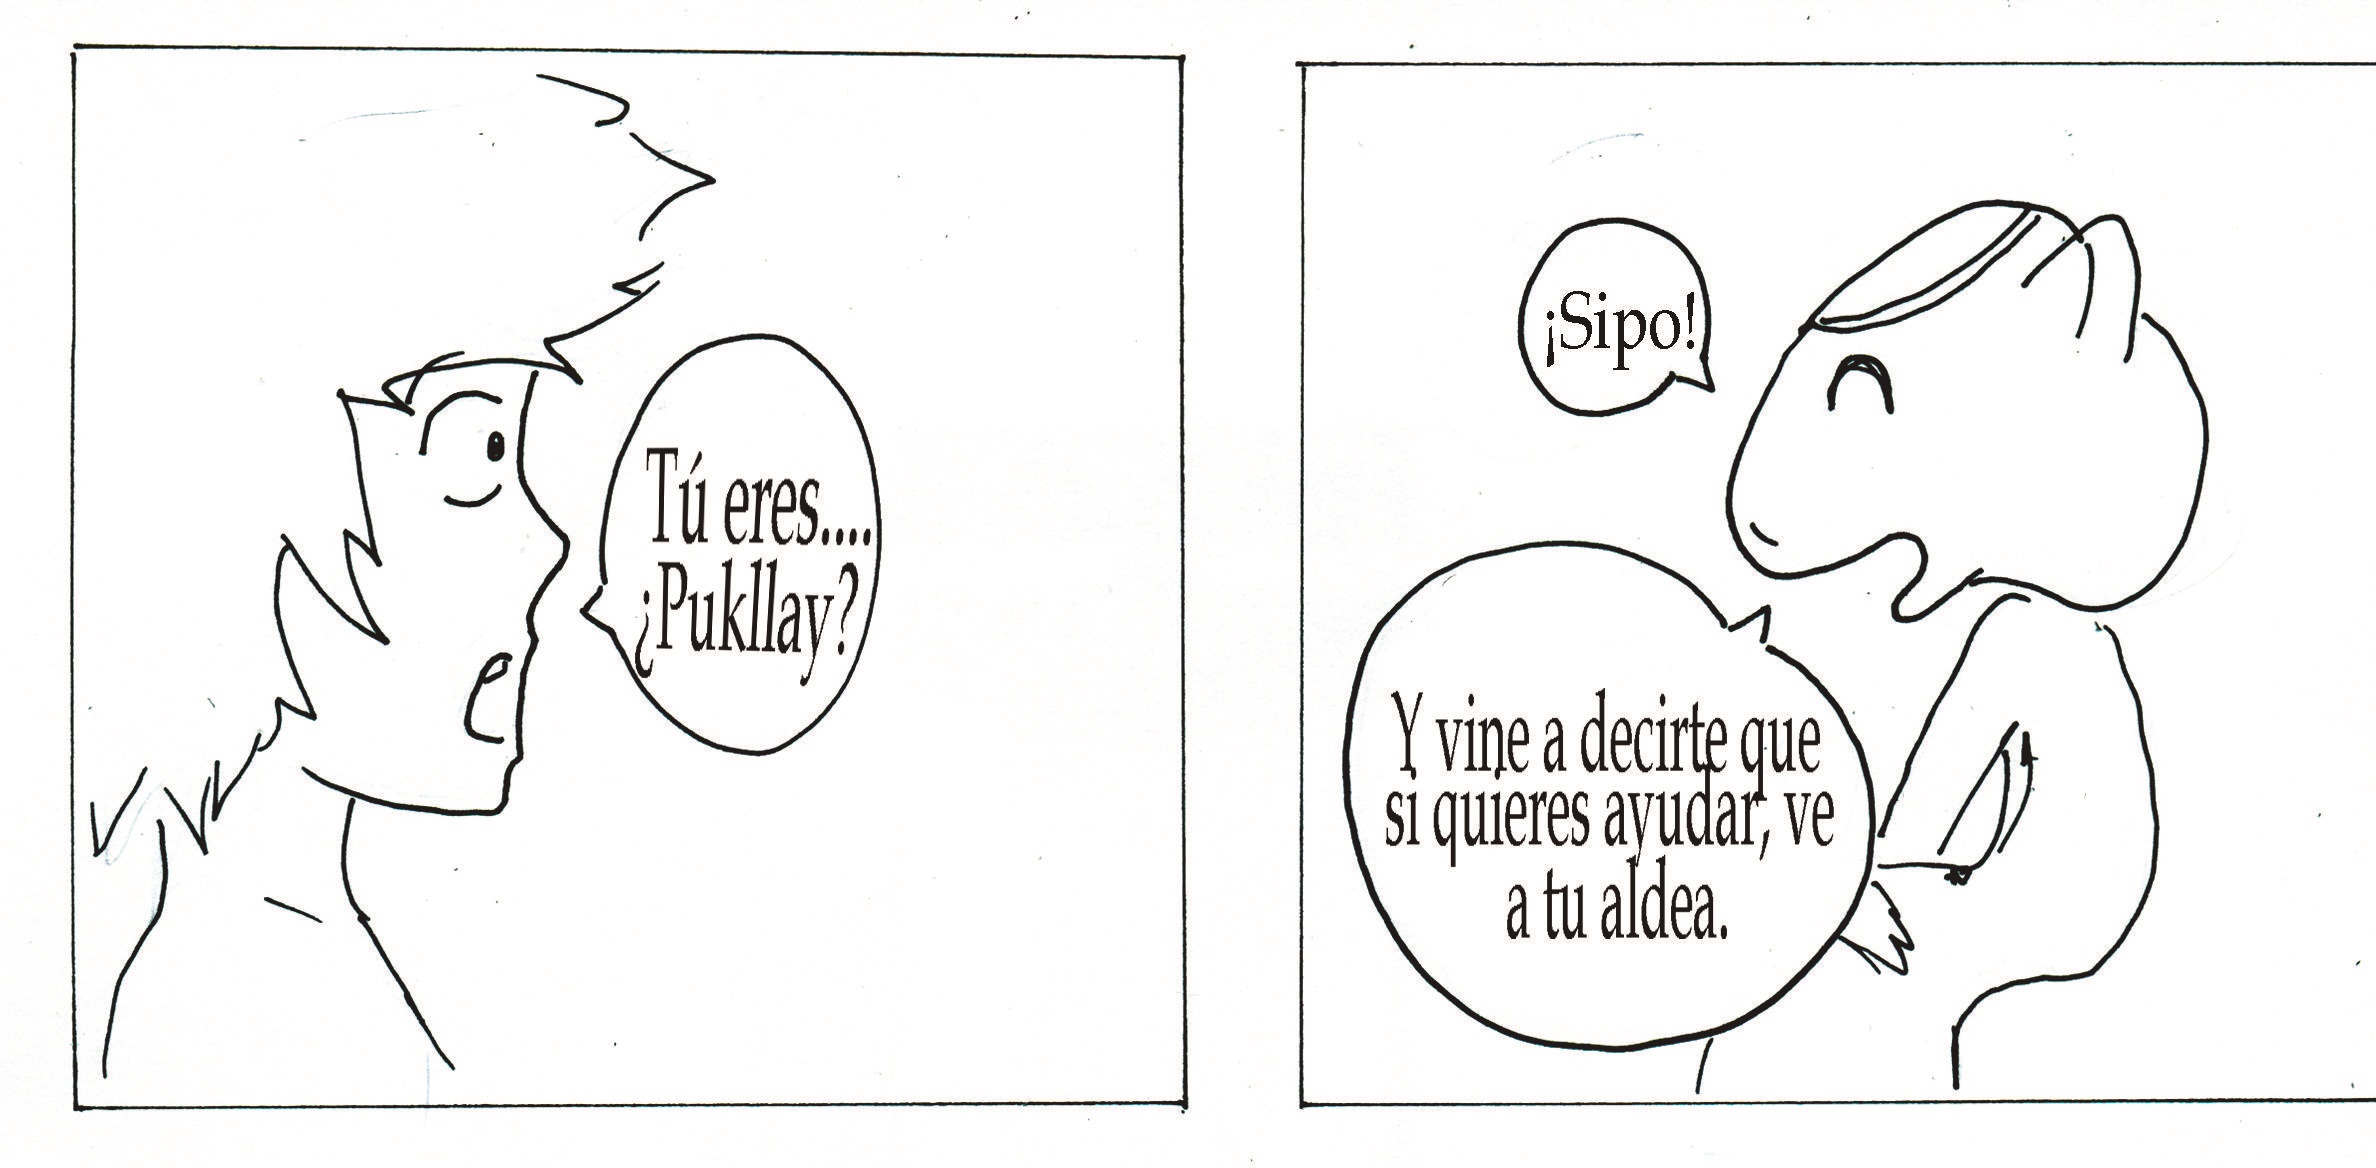 Tú eres....
¿Pukllay?
¡Sipo!
Y vine a decirte que
si quieres ayudar, ve
a tu aldea.